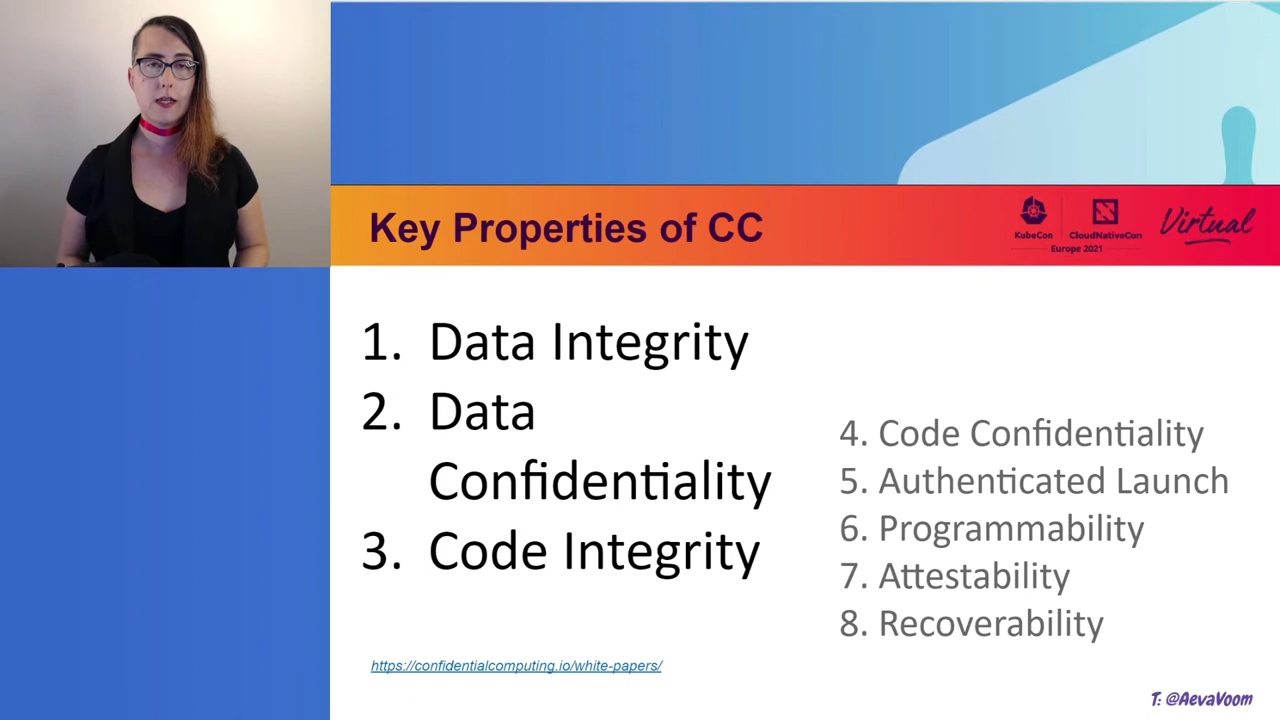 Key Properties of CC
KubeCon
CloudNativeCon
Europe 2021
Virtual
1. Data Integrity
2. Data
Confidentiality
3. Code Integrity
4. Code Confidentiality
5. Authenticated Launch
6. Programmability
7. Attestability
8. Recoverability
https://confidentialcomputing.io/white-papers/
T: @AevaVoom